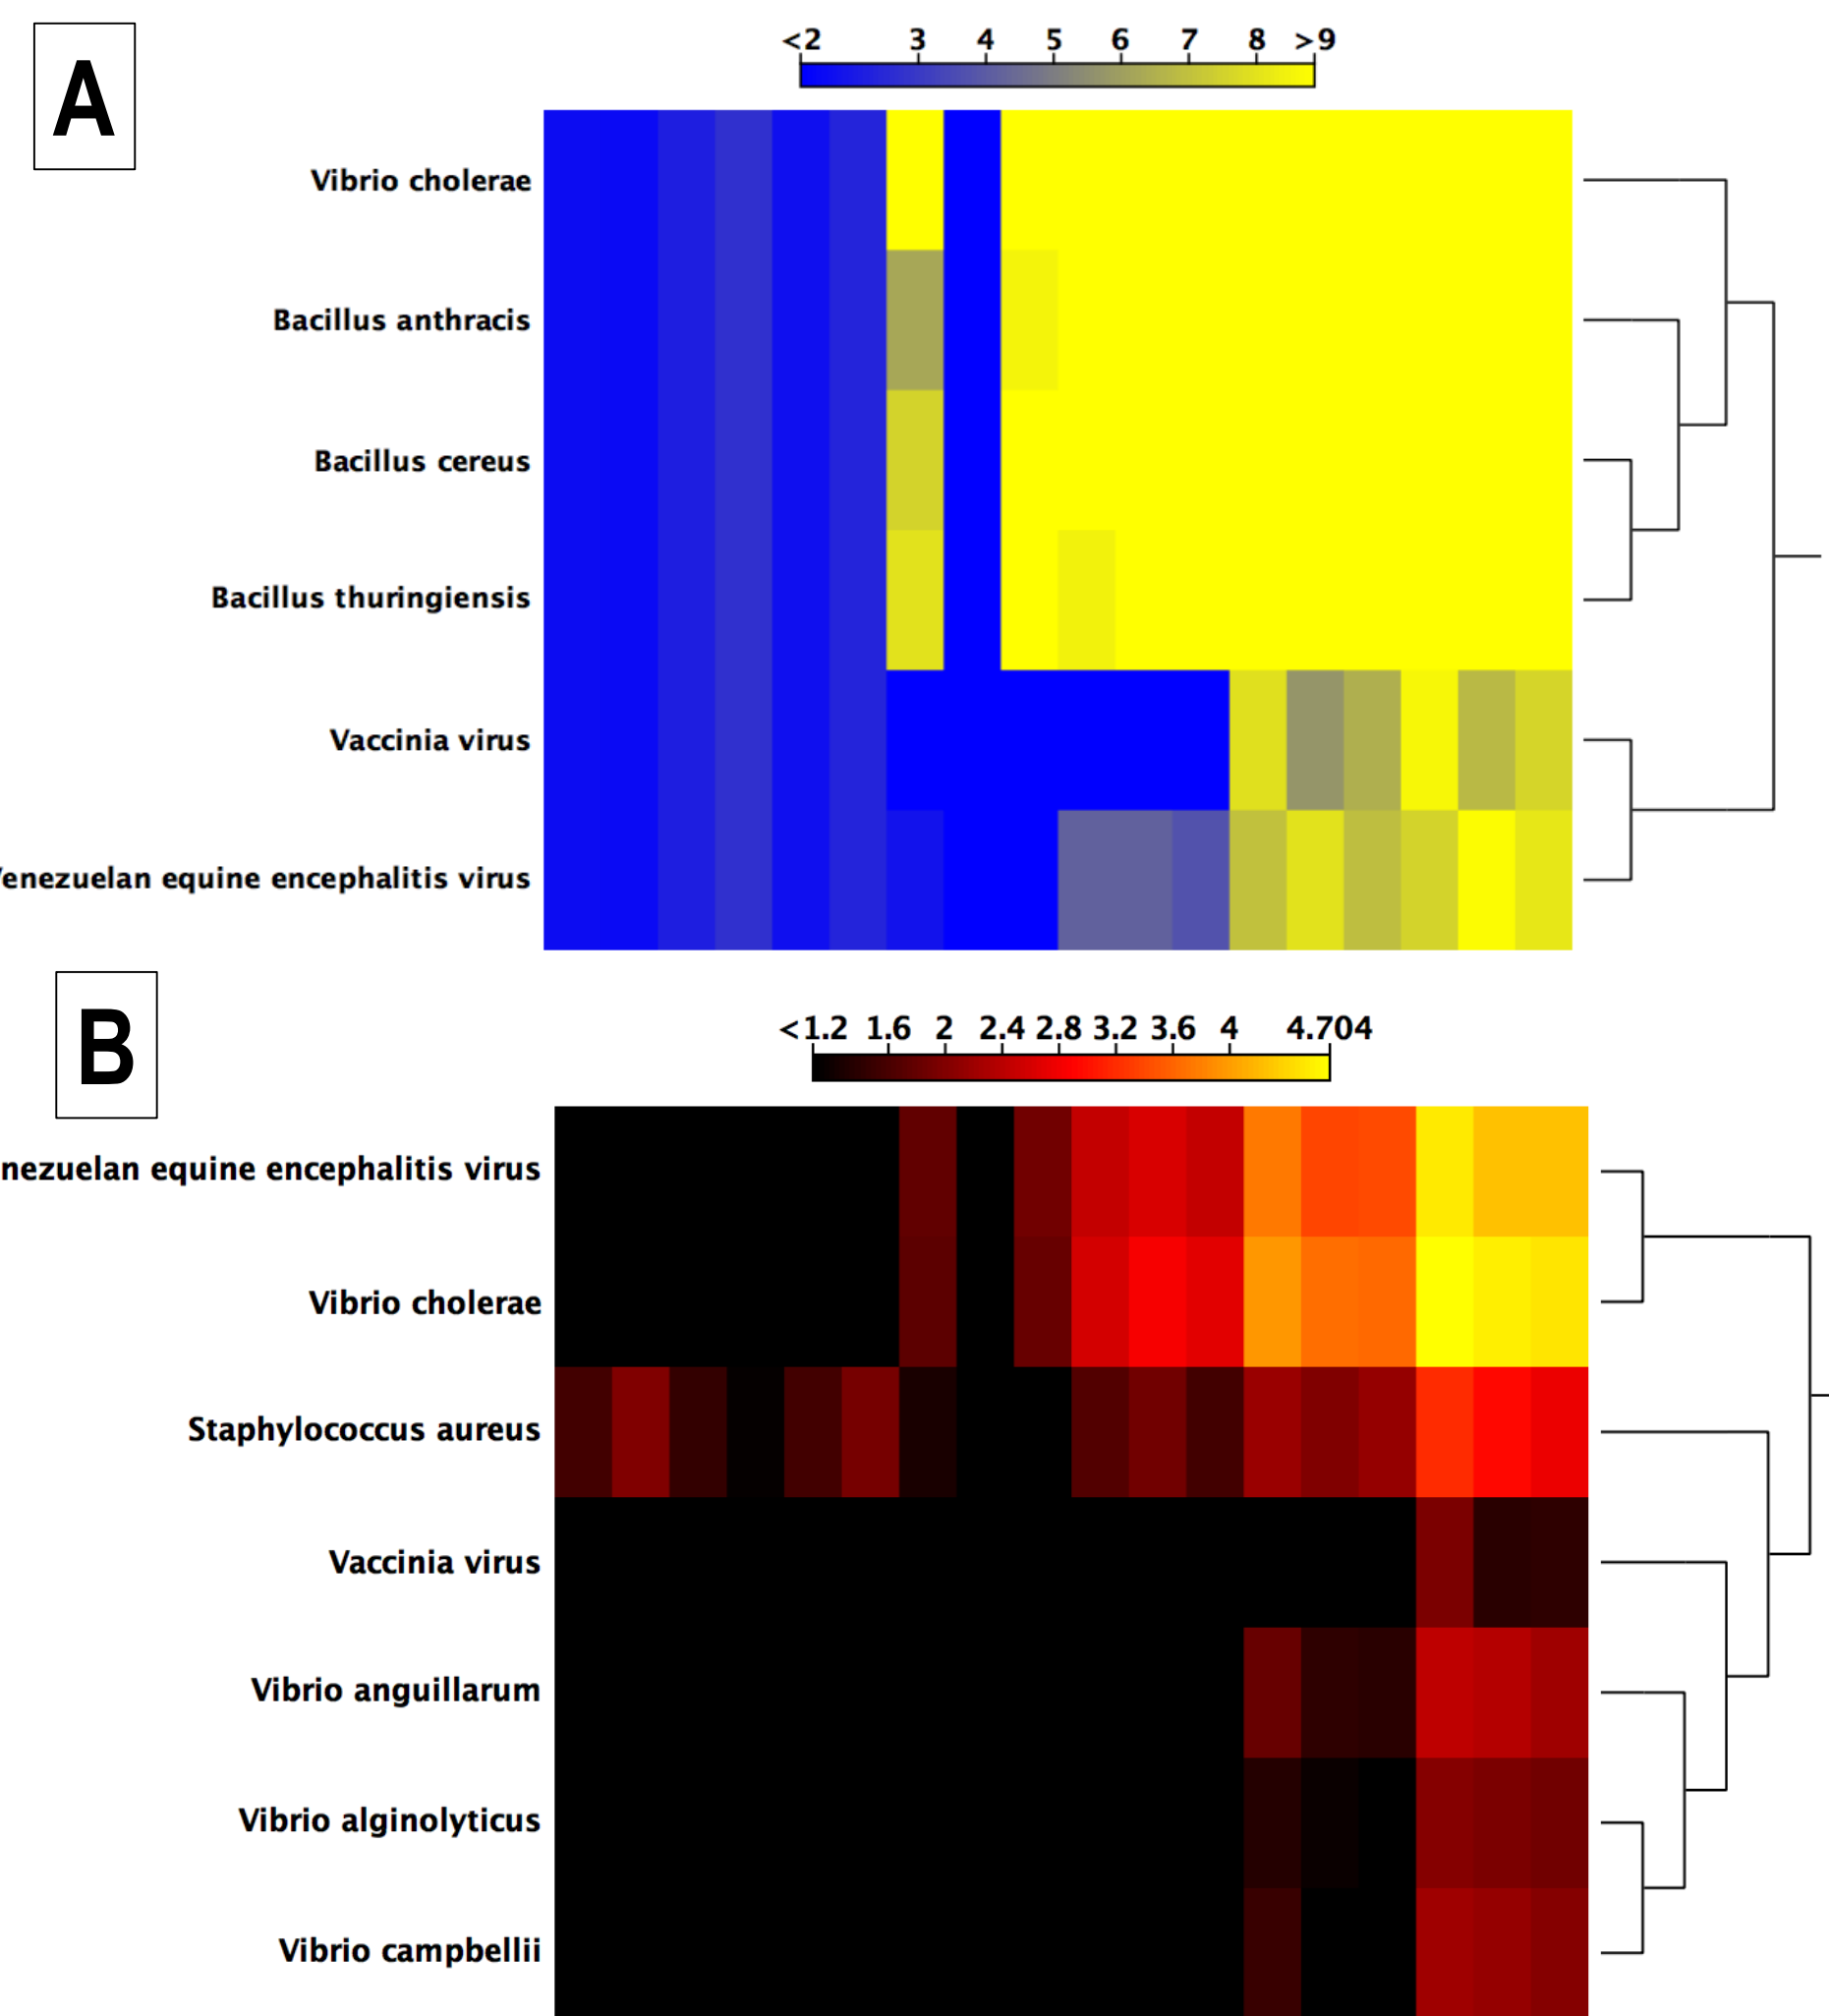 A
<2 3 4 5 6 7 8 >9
Vibrio cholerae
Bacillus anthracis
Bacillus cereus
Bacillus thuringiensis
Vaccinia virus
enezuelan equine encephalitis virus
B
<1.2 1.6 2 2.4 2.8 3.2 3.6 4 4.704
nezuelan equine encephalitis virus
Vibrio cholerae
Staphylococcus aureus
Vaccinia virus
Vibrio anguillarum
Vibrio alginolyticus
Vibrio campbellii